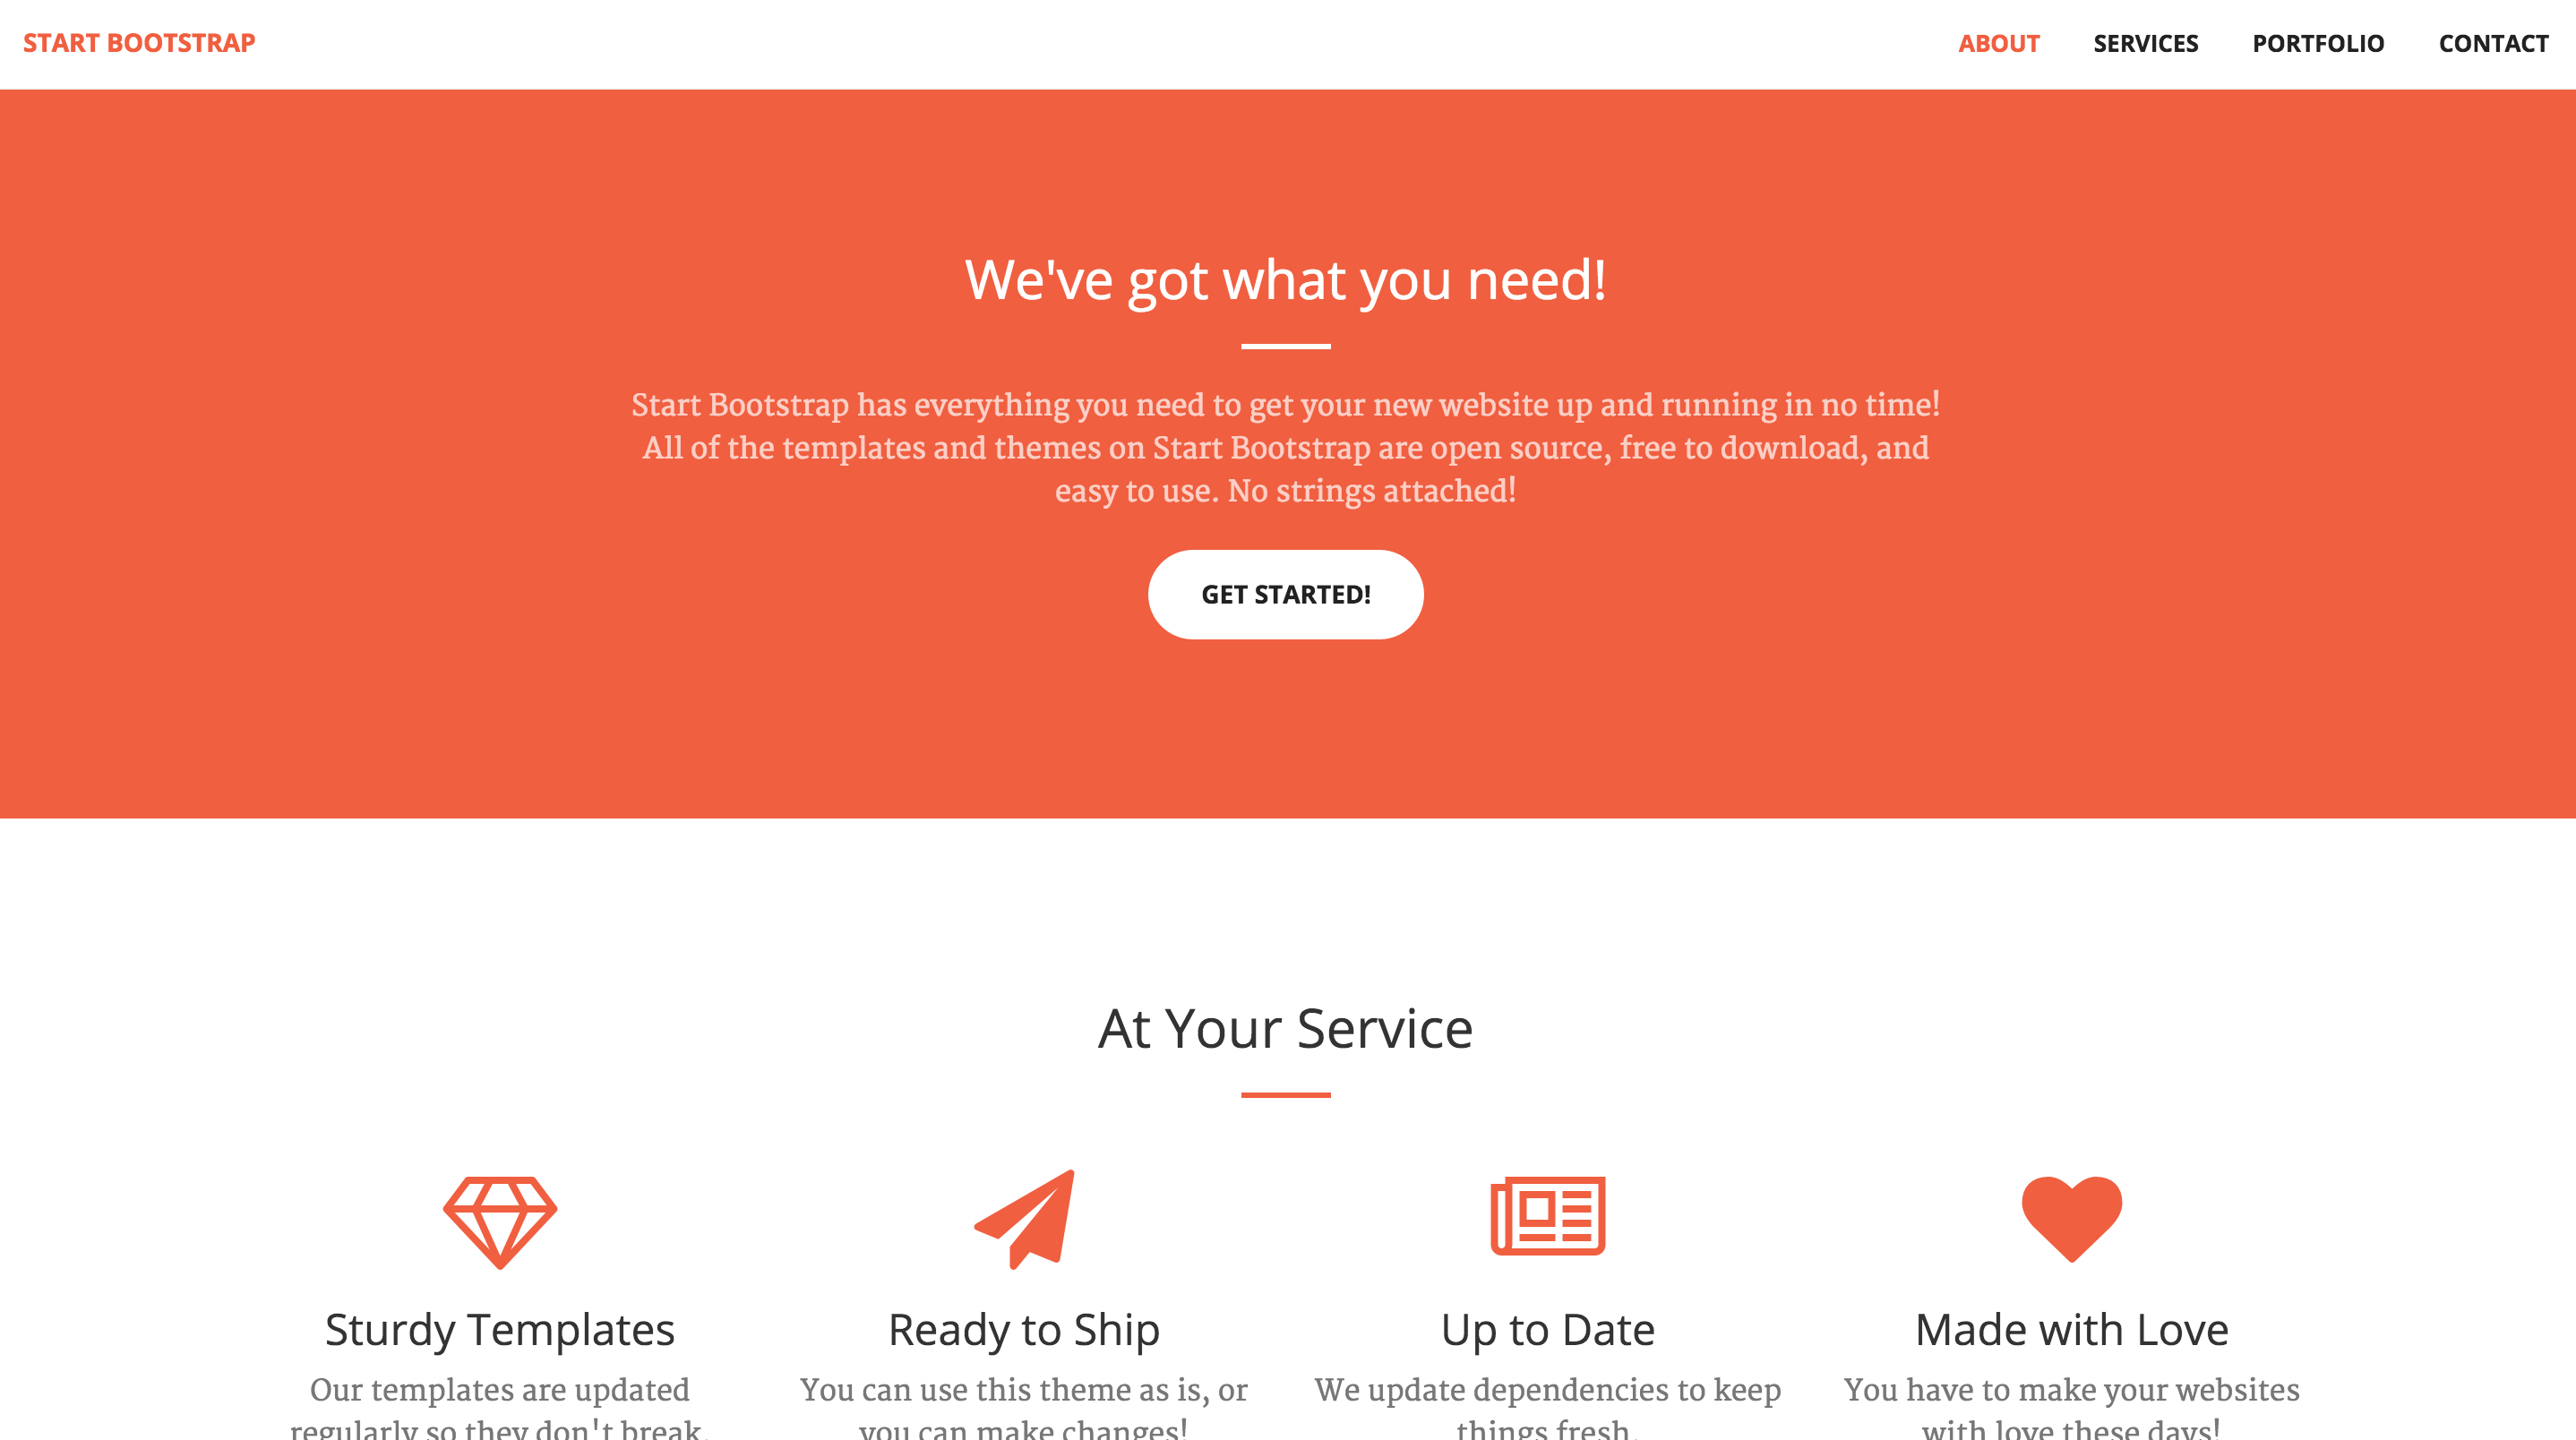 START BOOTSTRAP
ABOUT SERVICES PORTFOLIO CONTACT
We've got what you need!
Start Bootstrap has everything you need to get your new website up and running in no time!
All of the templates and themes on Start Bootstrap are open source, free to download, and
easy to use. No strings attached!
GET STARTED!
At Your Service
Sturdy Templates
Our templates are updated
regularly so they don't break.
Ready to Ship
You can use this theme as is, or
you can make changes!
Up to Date
We update dependencies to keep
things fresh.
Made with Love
You have to make your websites
with love these days!